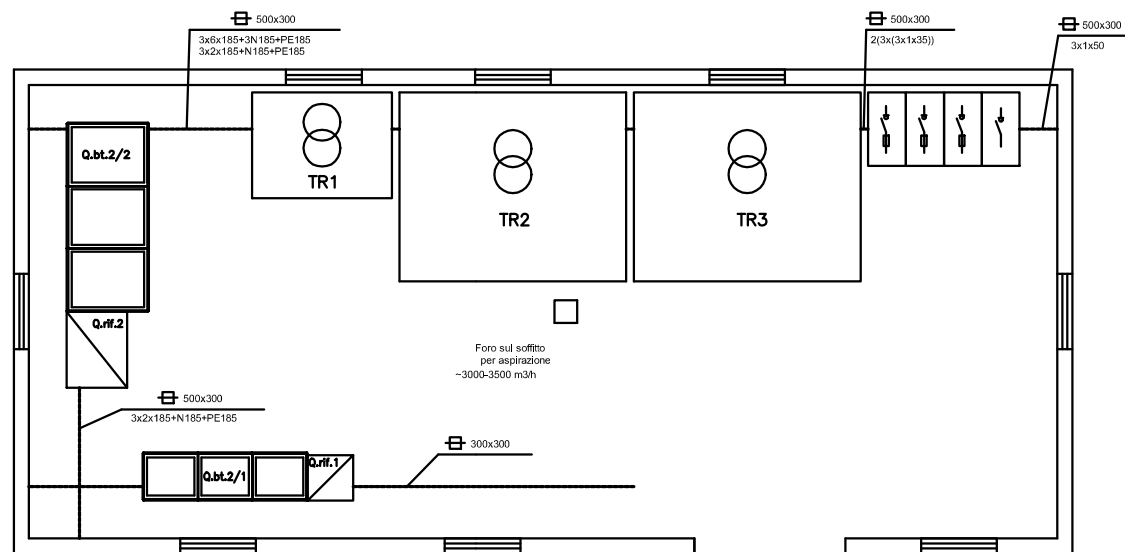 500x300
3x6x185+3N185+PE185
3x2x185+N185+PE185
500x300
2(3x(3x1x35))
500x300
3x1x50
Q.bt.2/2
TR1
TR2
TR3
Q.rif.2
Foro sul soffitto
per aspirazione
~3000-3500 m3/h
500x300
3x2x185+N185+PE185
300x300
Q.bt.2/1
Q.rif.1